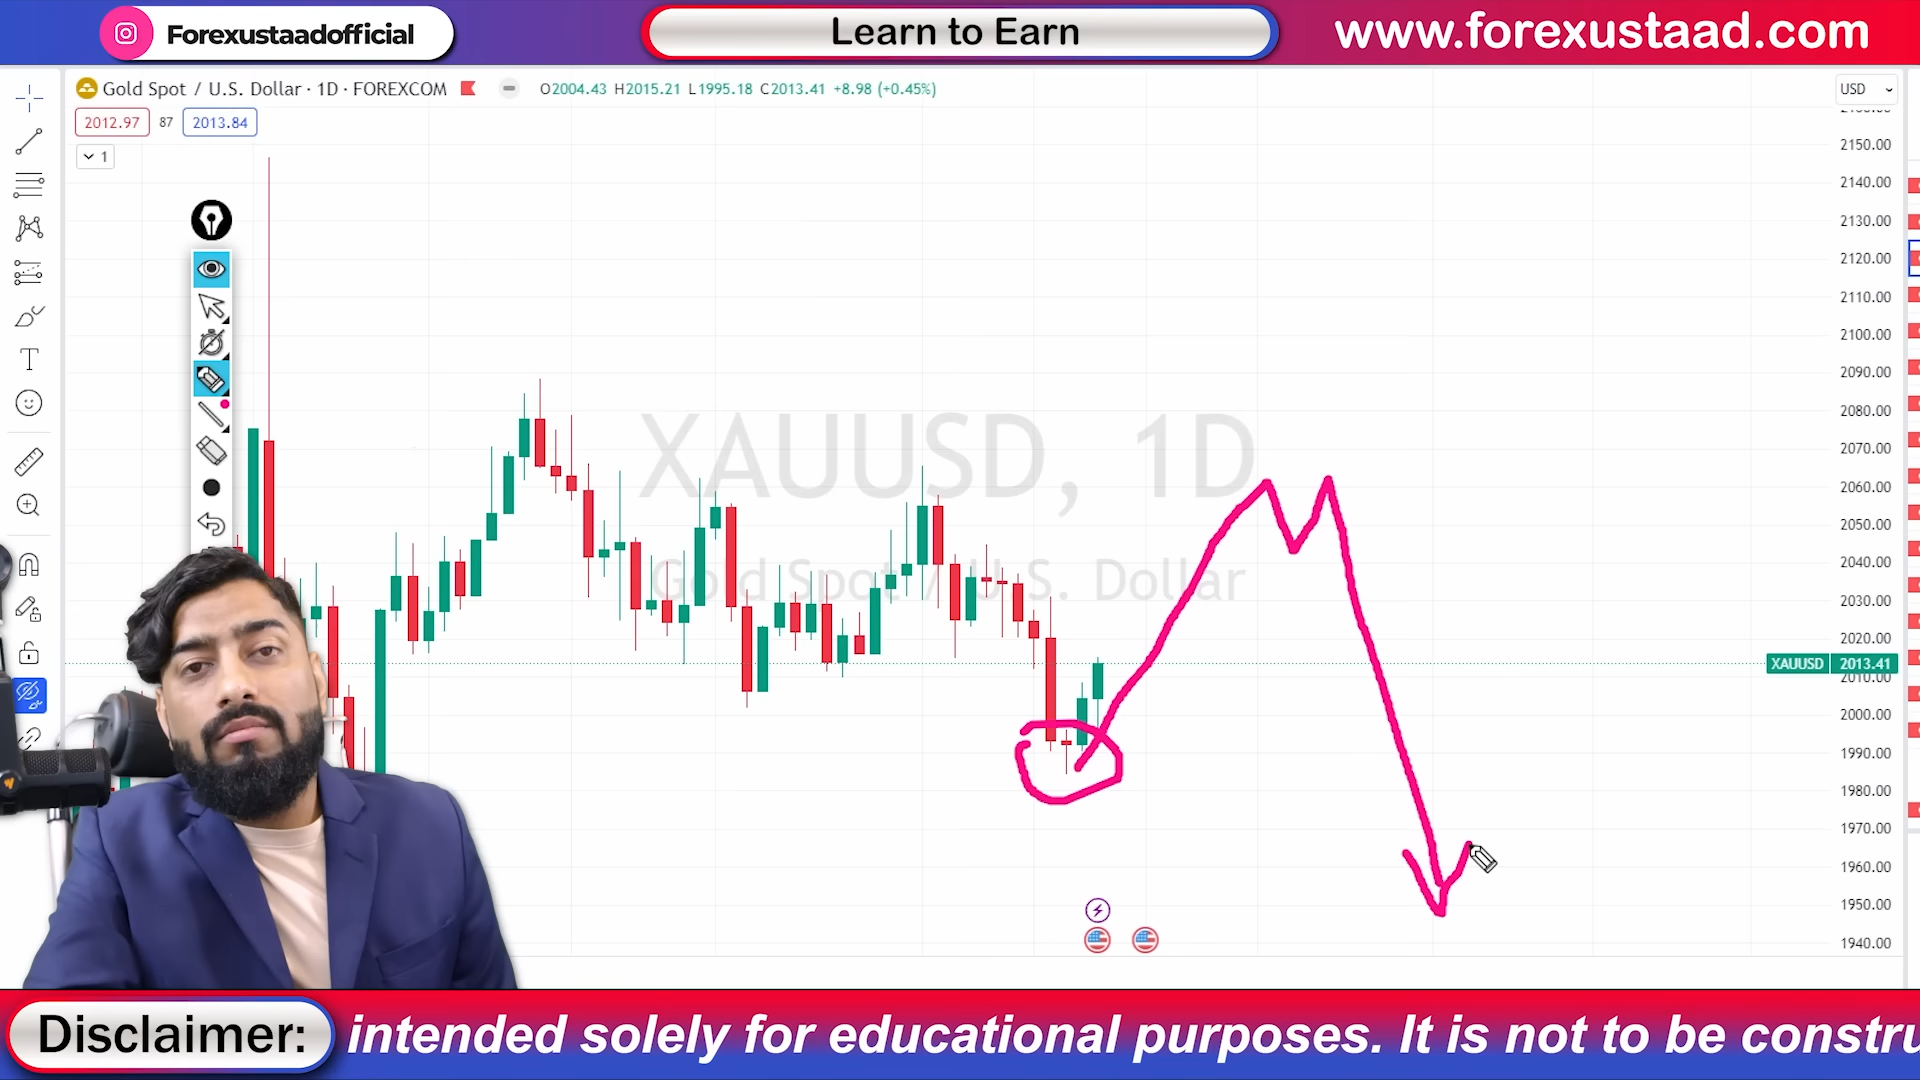 Forexustaadofficial
Learn to Earn
www.forexustaad.com
Gold Spot / U.S. Dollar · 1D · FOREXCOM
O2004.43 H2015.21 L1995.18 C2013.41 +8.98 (+0.45%)
USD
2012.97 87 2013.84
1
2150.00
2140.00
2130.00
2120.00
2110.00
2100.00
2090.00
2080.00
2070.00
2060.00
2050.00
2040.00
2030.00
2020.00
XAUUSD 2013.41
2010.00
2000.00
1990.00
1980.00
1970.00
1960.00
1950.00
1940.00
XAUUSD, 1D
Gold Spot / U.S. Dollar
Disclaimer: intended solely for educational purposes. It is not to be constru